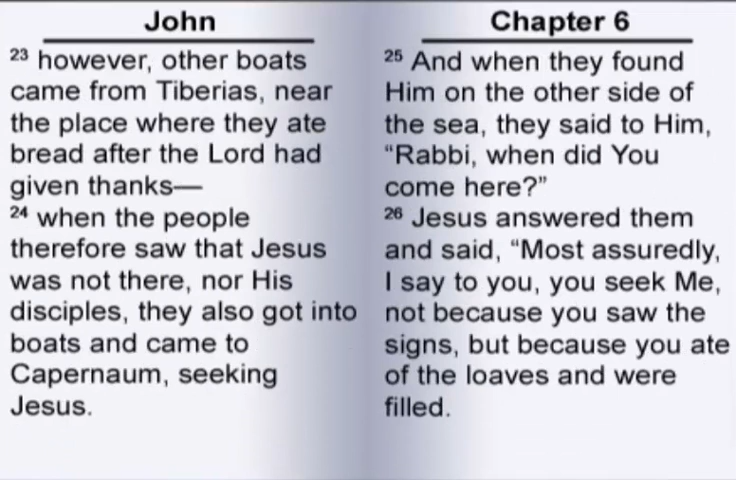 John
23 however, other boats
came from Tiberias, near
the place where they ate
bread after the Lord had
given thanks—
24 when the people
therefore saw that Jesus
was not there, nor His
disciples, they also got into
boats and came to
Capernaum, seeking
Jesus.
Chapter 6
25 And when they found
Him on the other side of
the sea, they said to Him,
“Rabbi, when did You
come here?”
26 Jesus answered them
and said, “Most assuredly,
I say to you, you seek Me,
not because you saw the
signs, but because you ate
of the loaves and were
filled.